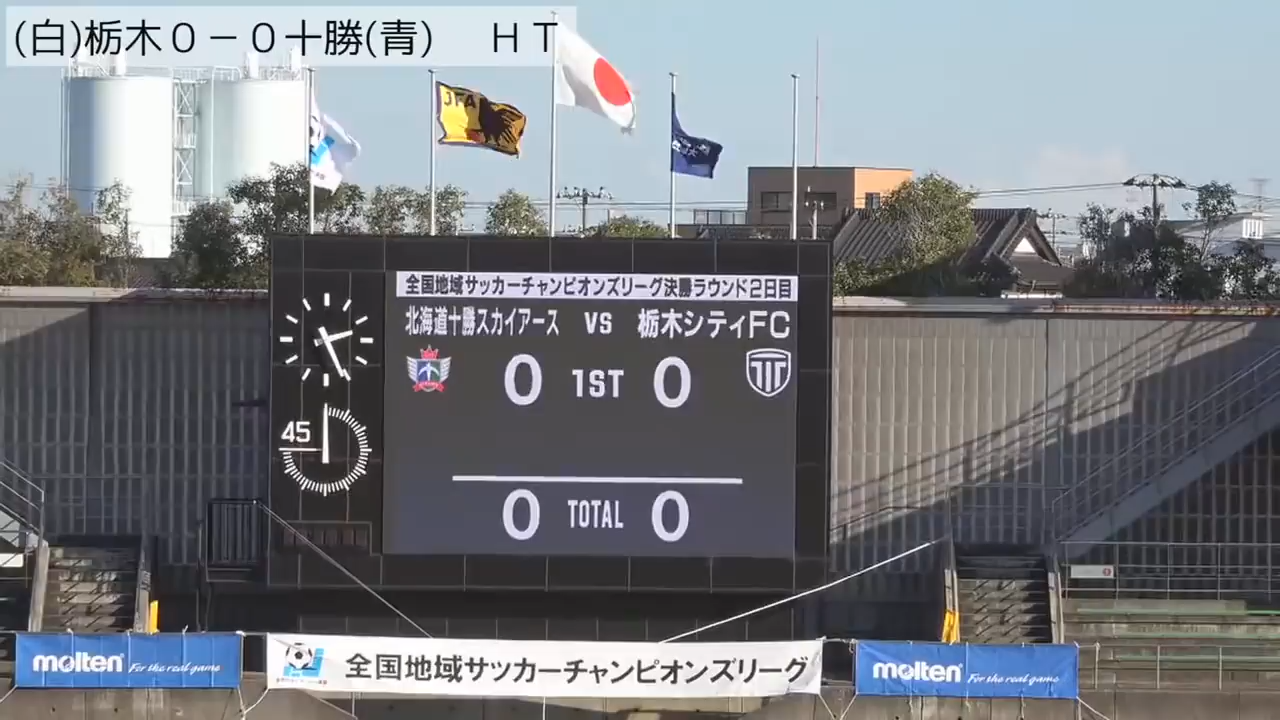 (白)栃木0－0十勝(青)　HT
JFA
全国地域サッカーチャンピオンズリーグ決勝ラウンド2日目
北海道十勝スカイアース VS 栃木シティFC
0 1ST 0
45
0 TOTAL 0
molten For the real game
全国地域サッカーチャンピオンズリーグ
molten For the real game